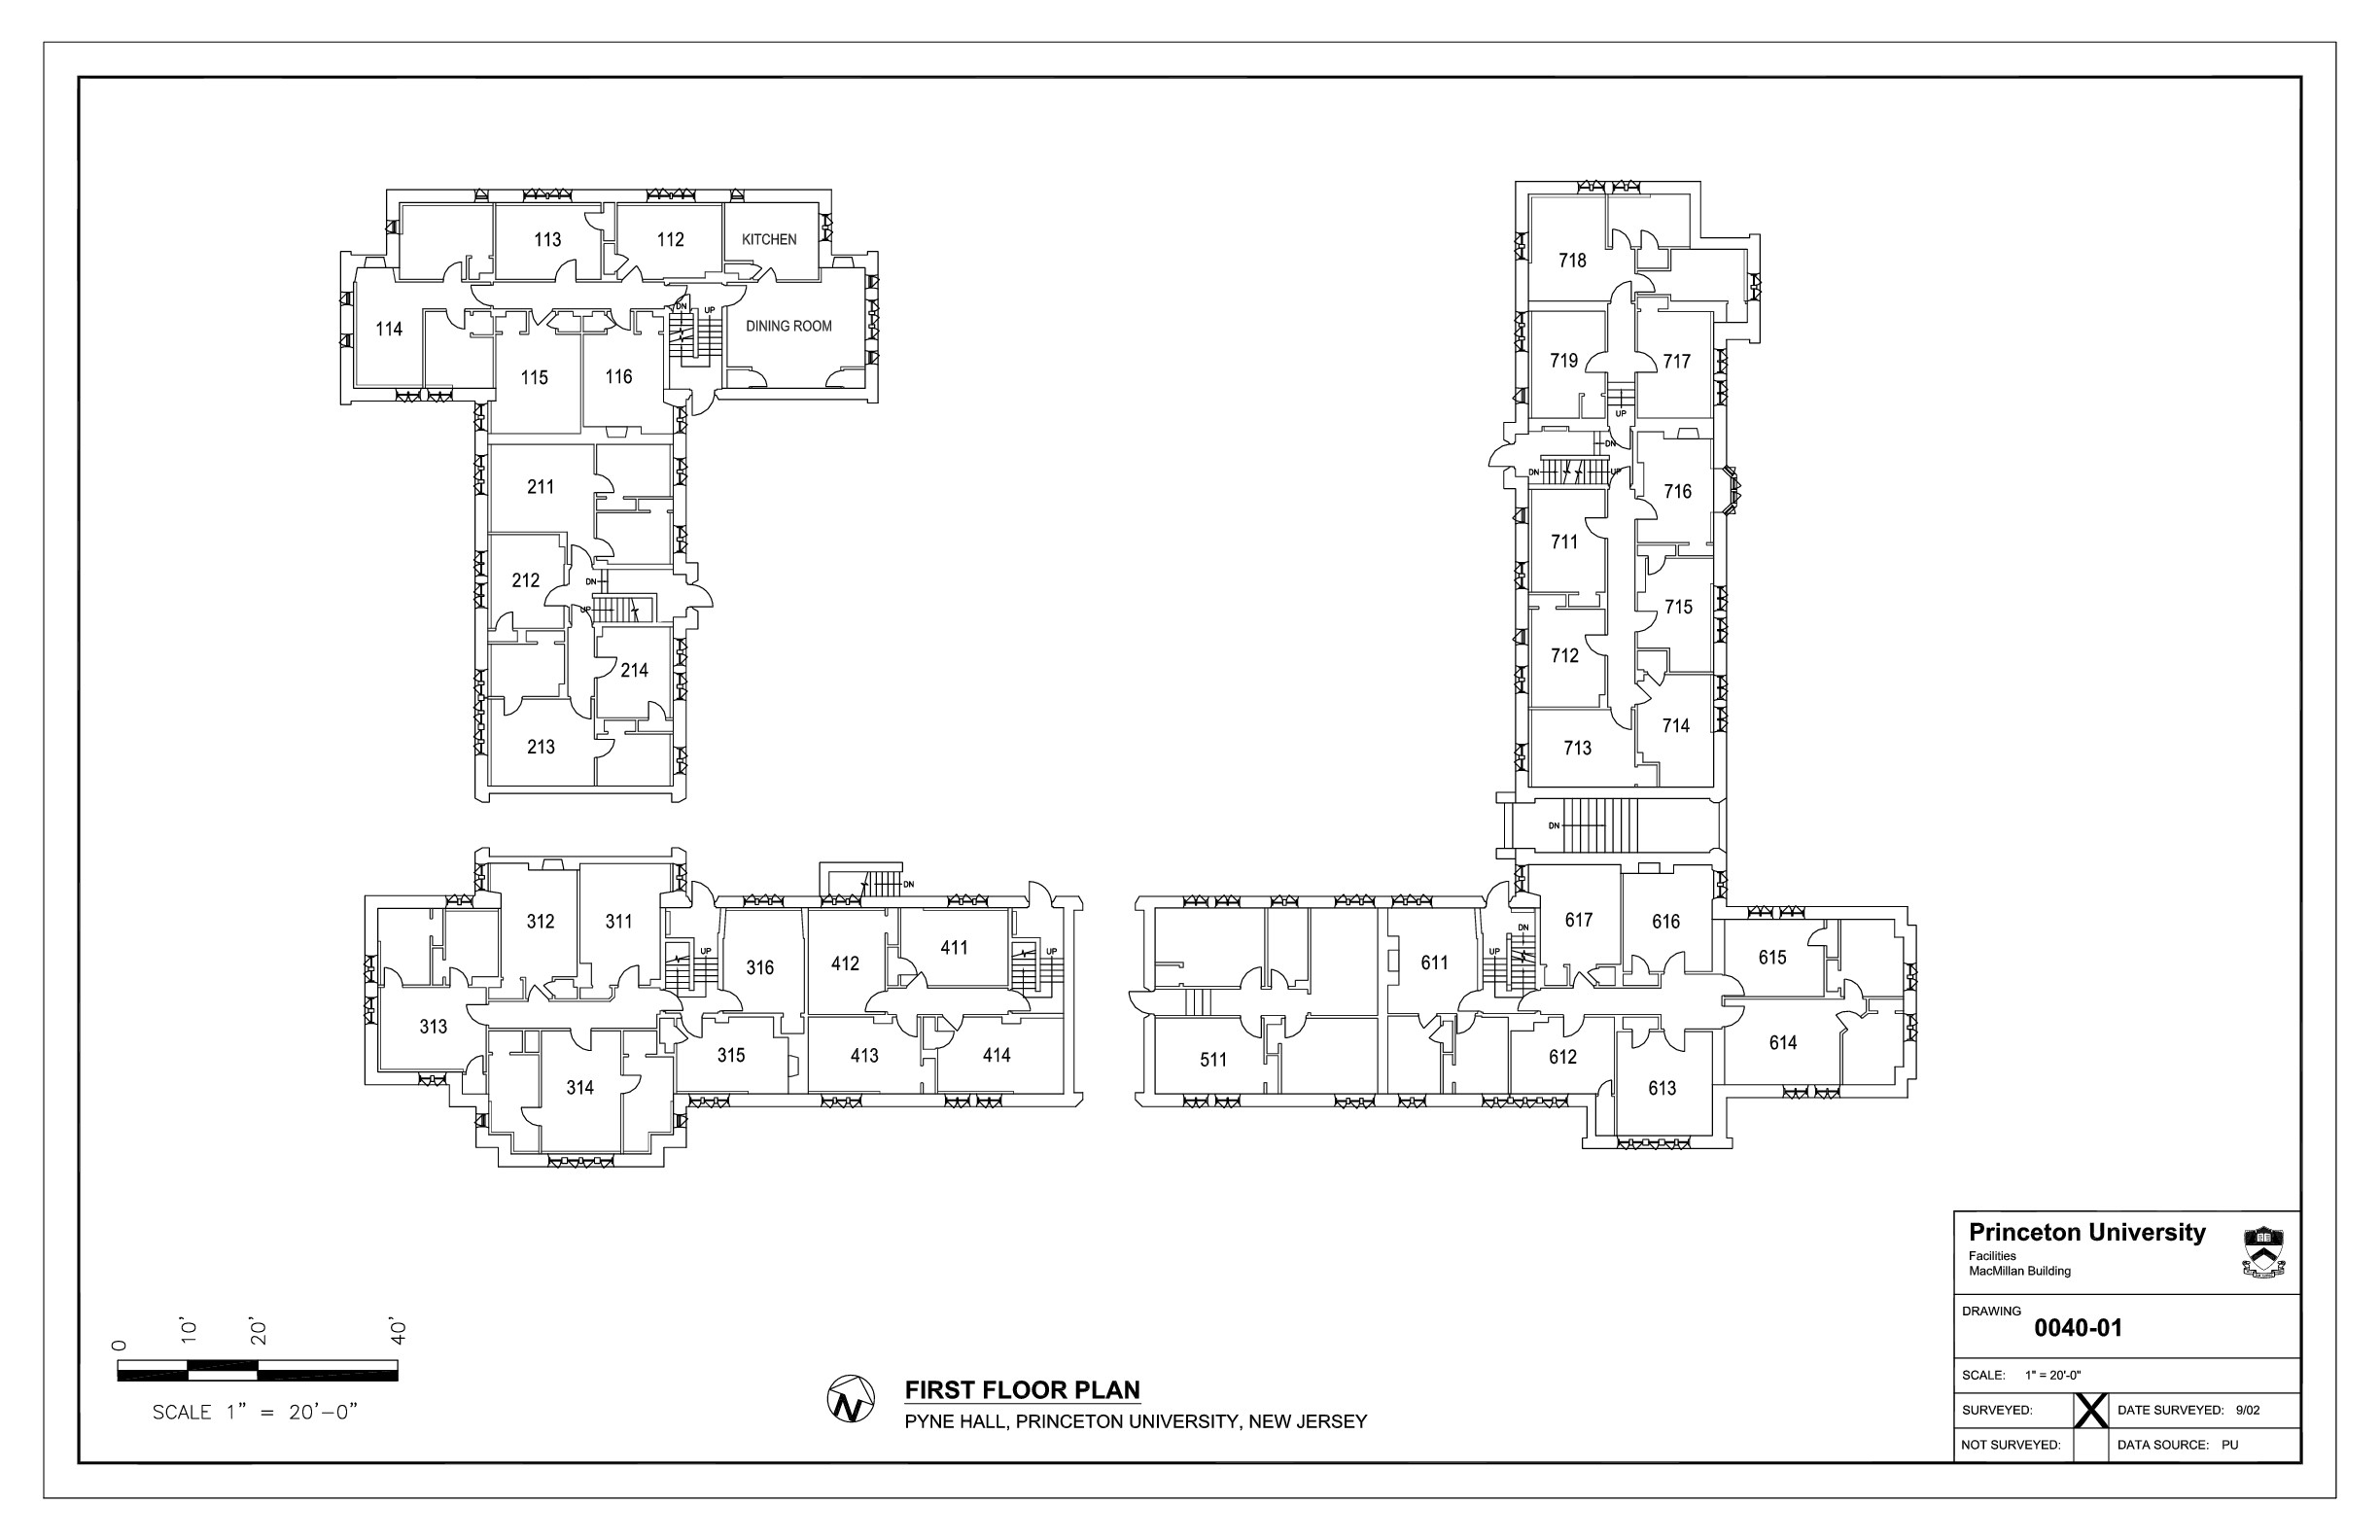 113
112
KITCHEN
114
DN
UP
DINING ROOM
115
116
211
212
DN
UP
214
213
718
719
717
UP
DN
DN
UP
716
711
715
712
714
713
DN
DN
312
311
316
412
411
UP
UP
313
315
413
414
314
617
616
615
611
UP
DN
511
612
614
613
0
10'
20'
40'
SCALE 1" = 20'-0"
N
FIRST FLOOR PLAN
PYNE HALL, PRINCETON UNIVERSITY, NEW JERSEY
Princeton University
Facilities
MacMillan Building
DRAWING
0040-01
SCALE: 1" = 20'-0"
SURVEYED: X DATE SURVEYED: 9/02
NOT SURVEYED: DATA SOURCE: PU